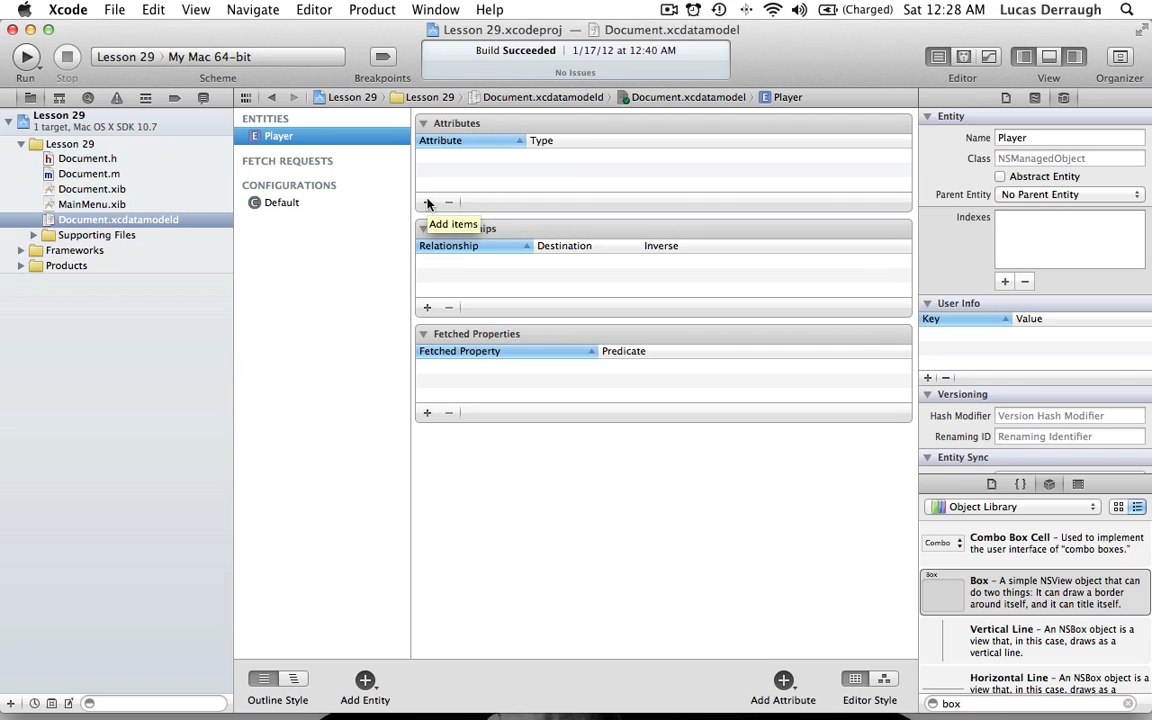 Xcode File Edit View Navigate Editor Product Window Help (Charged) Sat 12:28 AM Lucas Derraugh
Lesson 29.xcodeproj — Document.xcdatamodel
Lesson 29 › My Mac 64-bit
Build Succeeded | 1/17/12 at 12:40 AM
No Issues
Run Stop Scheme Breakpoints Editor View Organizer
Lesson 29 Lesson 29 Document.xcdatamodeld Document.xcdatamodel E Player
Lesson 29
1 target, Mac OS X SDK 10.7
Lesson 29
h Document.h
m Document.m
Document.xib
MainMenu.xib
Document.xcdatamodeld
Supporting Files
Frameworks
Products
ENTITIES
E Player
FETCH REQUESTS
CONFIGURATIONS
C Default
Attributes
Attribute Type
Add items
ips
Relationship Destination Inverse
Fetched Properties
Fetched Property Predicate
Outline Style Add Entity Add Attribute Editor Style
Entity
Name Player
Class NSManagedObject
Abstract Entity
Parent Entity No Parent Entity
Indexes
User Info
Key Value
Versioning
Hash Modifier Version Hash Modifier
Renaming ID Renaming Identifier
Entity Sync
Object Library
Combo
Combo Box Cell – Used to implement
the user interface of "combo boxes."
Box
Box – A simple NSView object that can
do two things: It can draw a border
around itself, and it can title itself.
Vertical Line – An NSBox object is a
view that, in this case, draws as a
vertical line.
Horizontal Line – An NSBox object is a
view that, in this case, draws as a
box